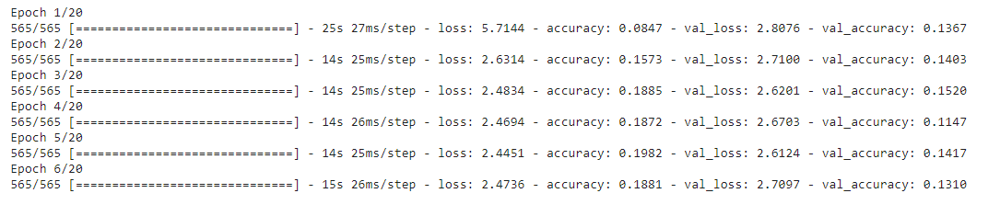 Epoch 1/20
565/565 [==============================] - 25s 27ms/step - loss: 5.7144 - accuracy: 0.0847 - val_loss: 2.8076 - val_accuracy: 0.1367
Epoch 2/20
565/565 [==============================] - 14s 25ms/step - loss: 2.6314 - accuracy: 0.1573 - val_loss: 2.7100 - val_accuracy: 0.1403
Epoch 3/20
565/565 [==============================] - 14s 25ms/step - loss: 2.4834 - accuracy: 0.1885 - val_loss: 2.6201 - val_accuracy: 0.1520
Epoch 4/20
565/565 [==============================] - 14s 26ms/step - loss: 2.4694 - accuracy: 0.1872 - val_loss: 2.6703 - val_accuracy: 0.1147
Epoch 5/20
565/565 [==============================] - 14s 25ms/step - loss: 2.4451 - accuracy: 0.1982 - val_loss: 2.6124 - val_accuracy: 0.1417
Epoch 6/20
565/565 [==============================] - 15s 26ms/step - loss: 2.4736 - accuracy: 0.1881 - val_loss: 2.7097 - val_accuracy: 0.1310